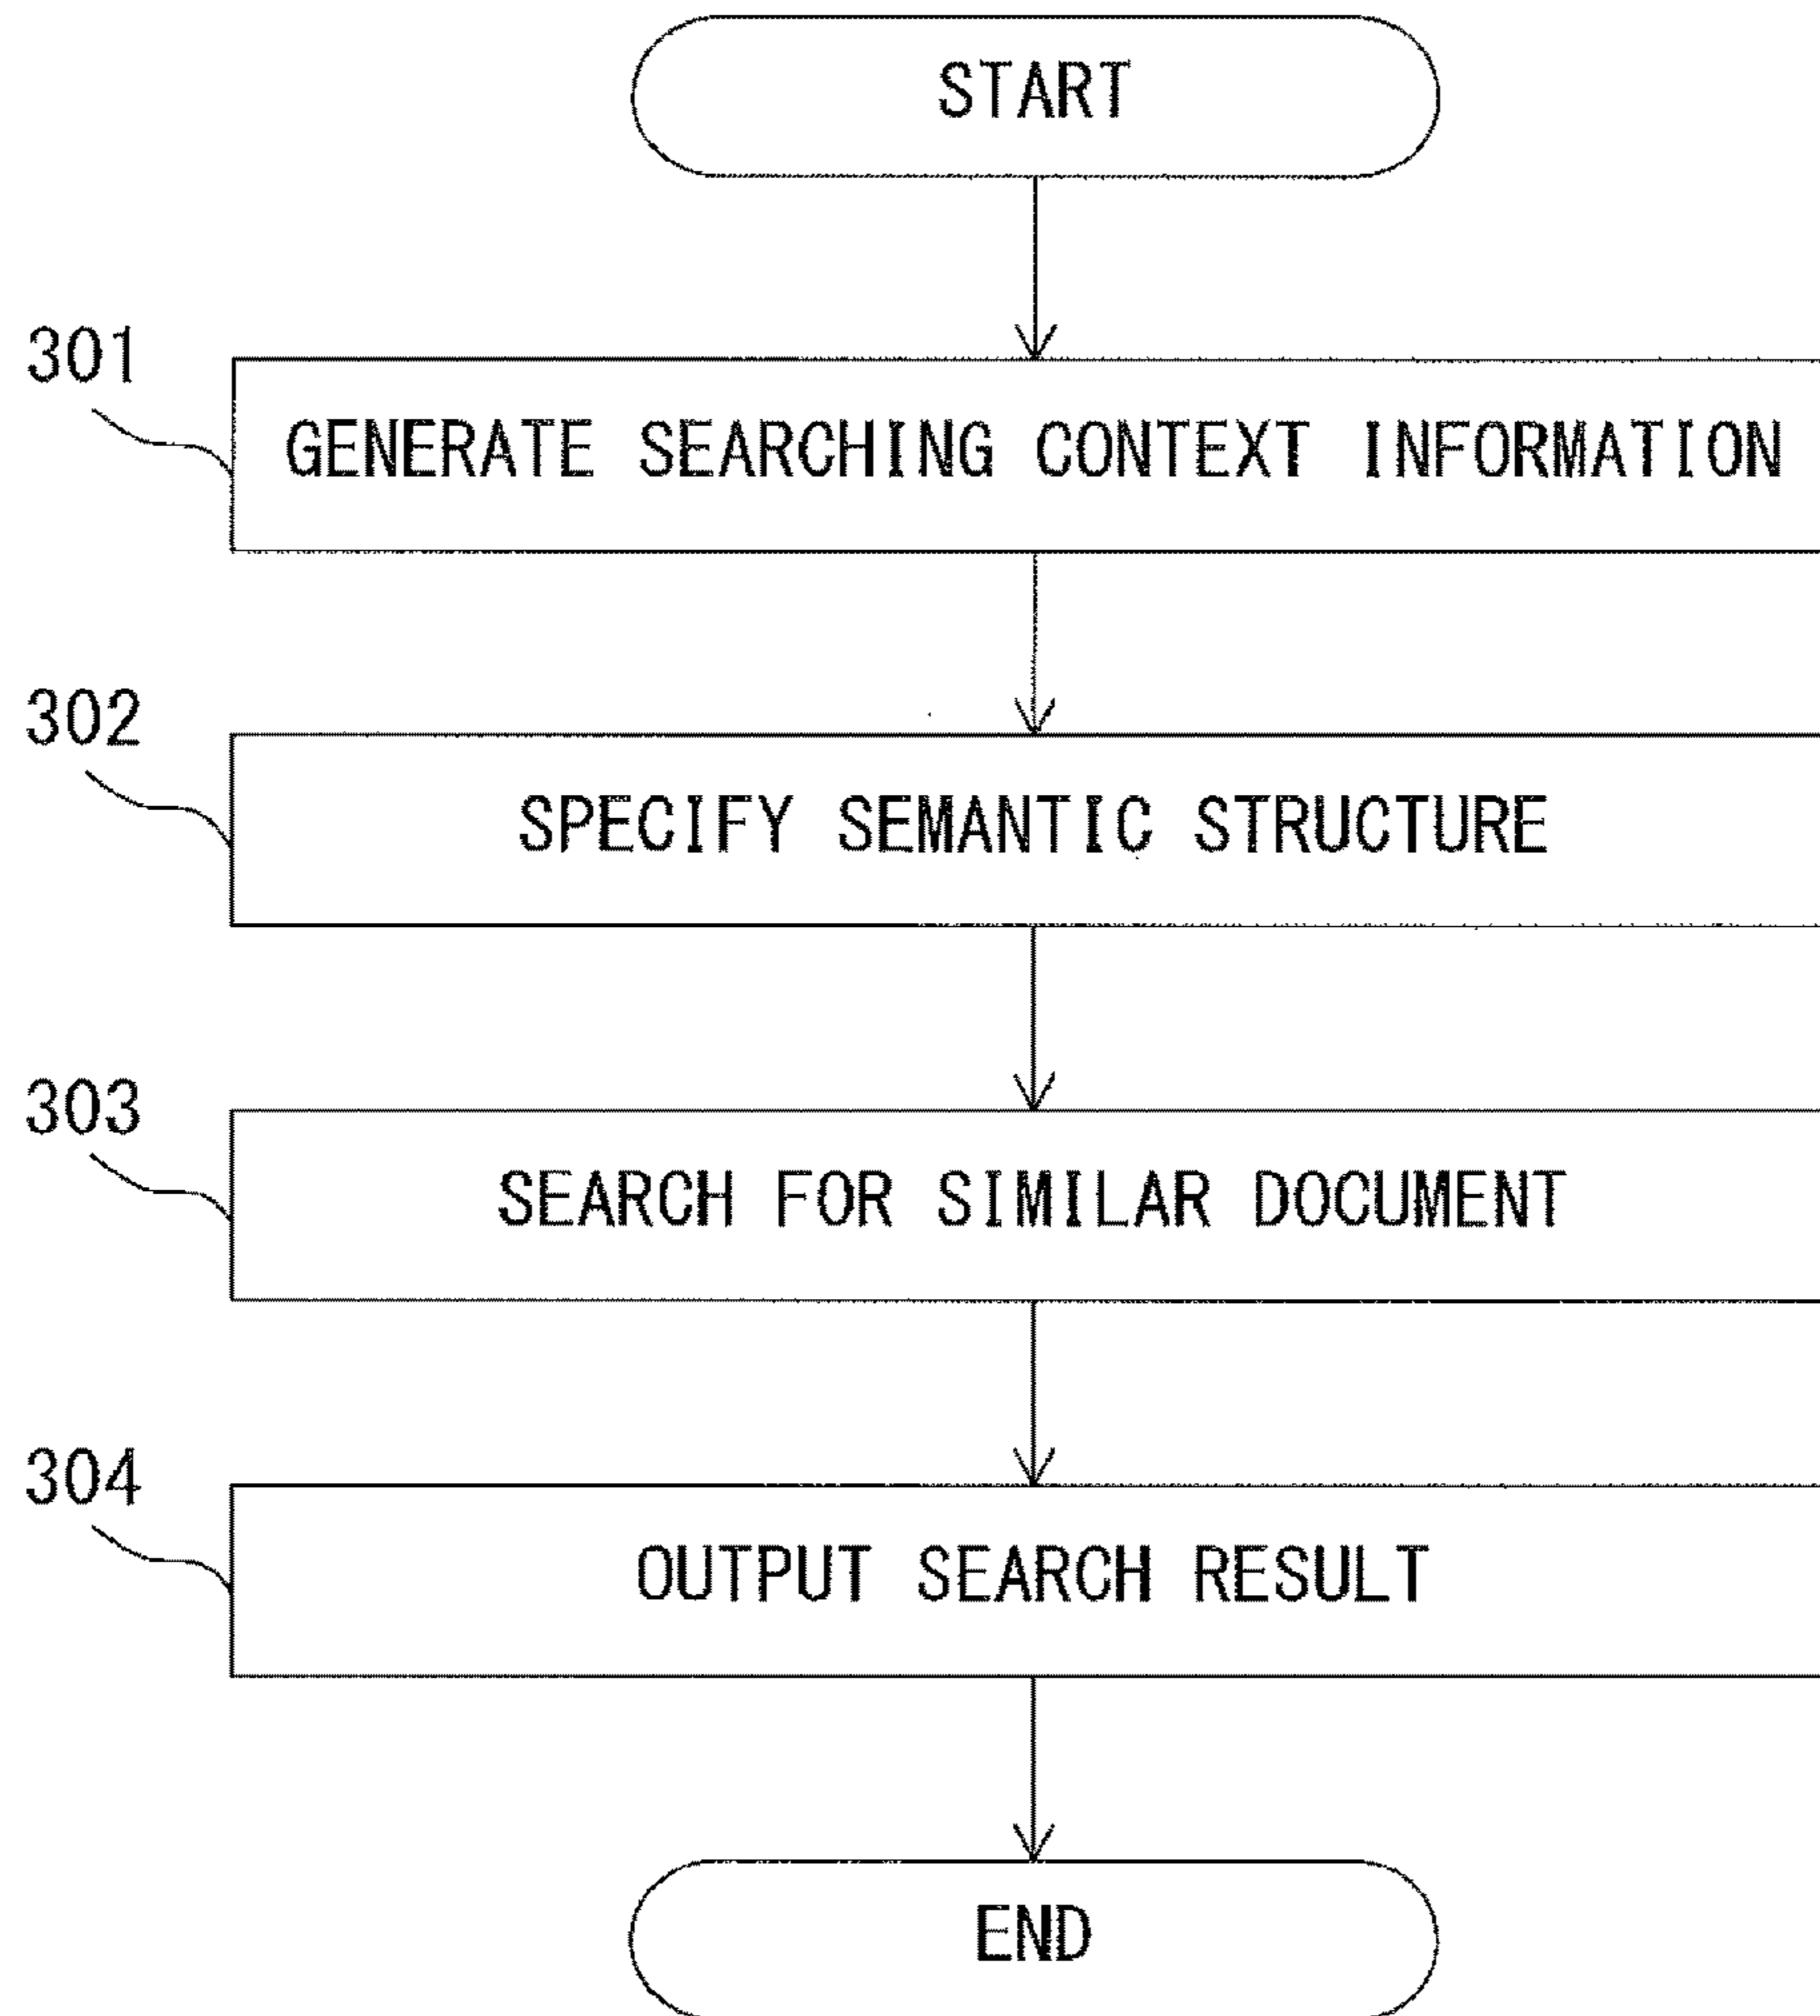 START
301
GENERATE SEARCHING CONTEXT INFORMATION
302
SPECIFY SEMANTIC STRUCTURE
303
SEARCH FOR SIMILAR DOCUMENT
304
OUTPUT SEARCH RESULT
END